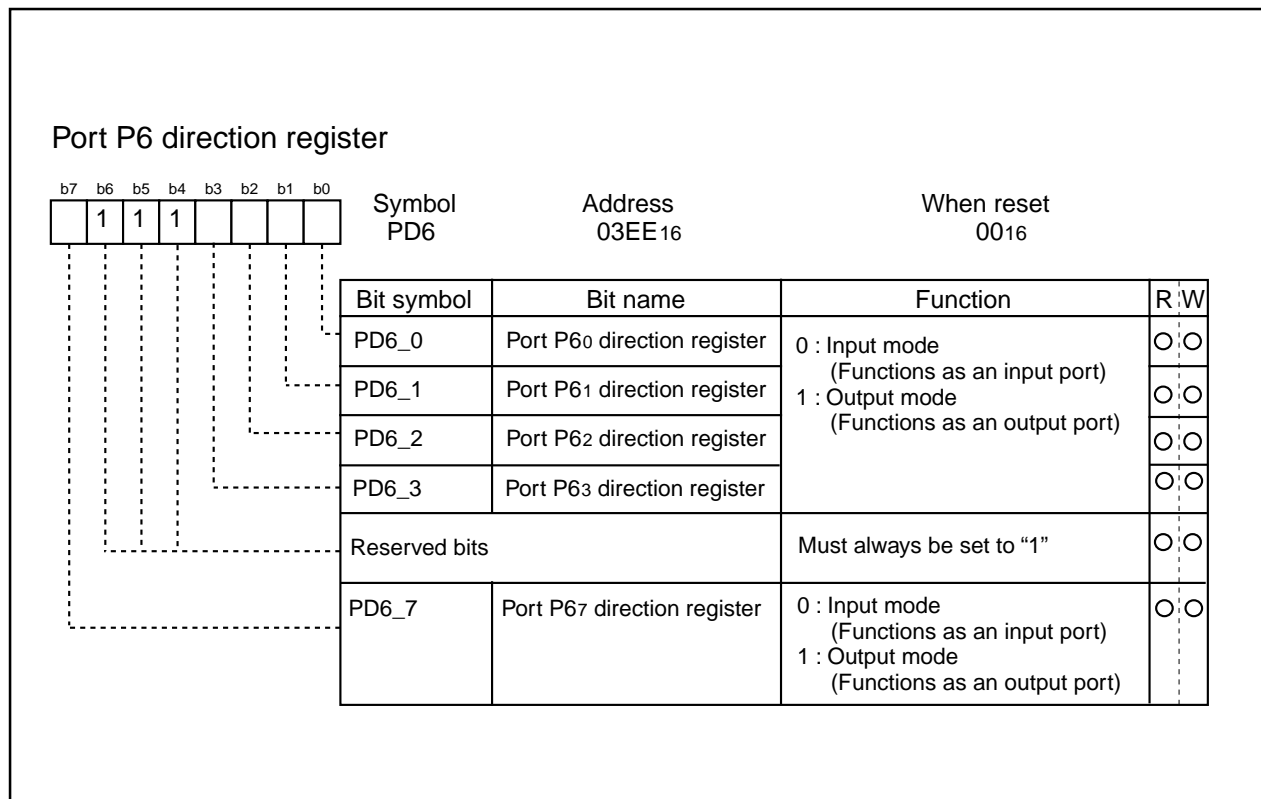 Port P6 direction register
b7 b6 b5 b4 b3 b2 b1 b0
1 1 1
Symbol Address When reset
PD6 03EE16 0016
Bit symbol Bit name Function R W
PD6_0 Port P60 direction register
PD6_1 Port P61 direction register
PD6_2 Port P62 direction register
PD6_3 Port P63 direction register
0 : Input mode
(Functions as an input port)
1 : Output mode
(Functions as an output port)
Reserved bits Must always be set to “1”
PD6_7 Port P67 direction register 0 : Input mode
(Functions as an input port)
1 : Output mode
(Functions as an output port)